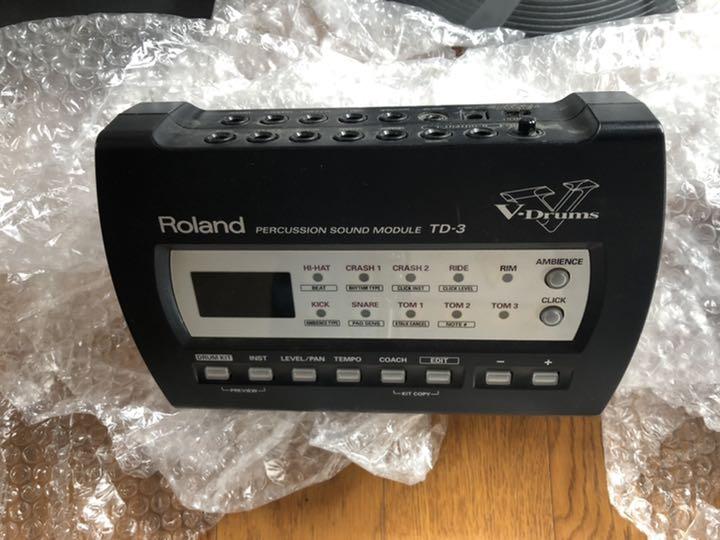 V-Drums
Roland PERCUSSION SOUND MODULE TD-3
HI-HAT CRASH 1 CRASH 2 RIDE RIM AMBIENCE
BEAT RHYTHM TYPE CLICK INST CLICK LEVEL
KICK SNARE TOM 1 TOM 2 TOM 3 CLICK
AMBIENCE TYPE PAD SENS XTALK CANCEL NOTE #
DRUM KIT INST LEVEL/PAN TEMPO COACH EDIT - +
PREVIEW KIT COPY